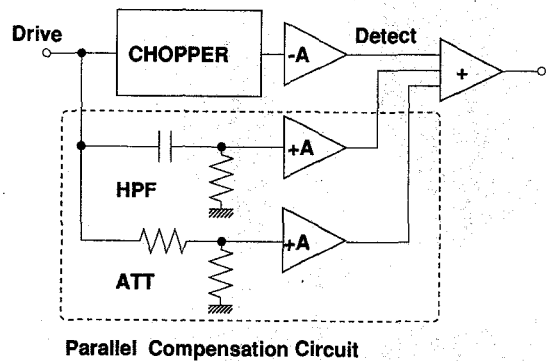 Drive
CHOPPER
-A
Detect
+
HPF
+A
ATT
+A
Parallel Compensation Circuit